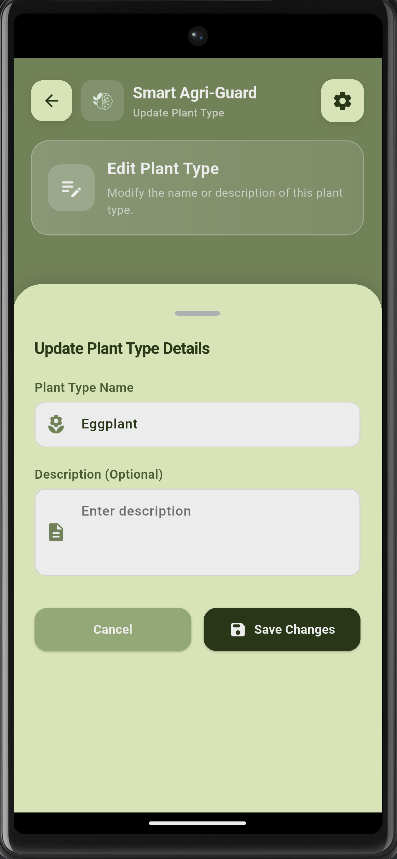 Smart Agri-Guard
Update Plant Type
Edit Plant Type
Modify the name or description of this plant
type.
Update Plant Type Details
Plant Type Name
Eggplant
Description (Optional)
Enter description
Cancel
Save Changes